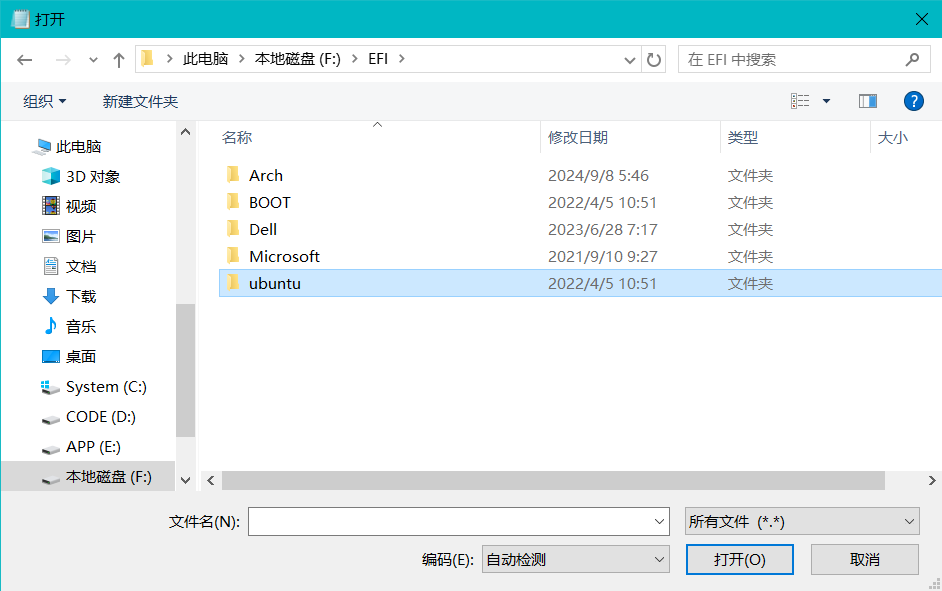 打开
此电脑 本地磁盘 (F:) EFI
在 EFI 中搜索
组织 新建文件夹
?
此电脑
3D 对象
视频
图片
文档
下载
音乐
桌面
System (C:)
CODE (D:)
APP (E:)
本地磁盘 (F:)
名称 修改日期 类型 大小
Arch 2024/9/8 5:46 文件夹
BOOT 2022/4/5 10:51 文件夹
Dell 2023/6/28 7:17 文件夹
Microsoft 2021/9/10 9:27 文件夹
ubuntu 2022/4/5 10:51 文件夹
文件名(N): 所有文件 (*.*)
编码(E): 自动检测 打开(O) 取消